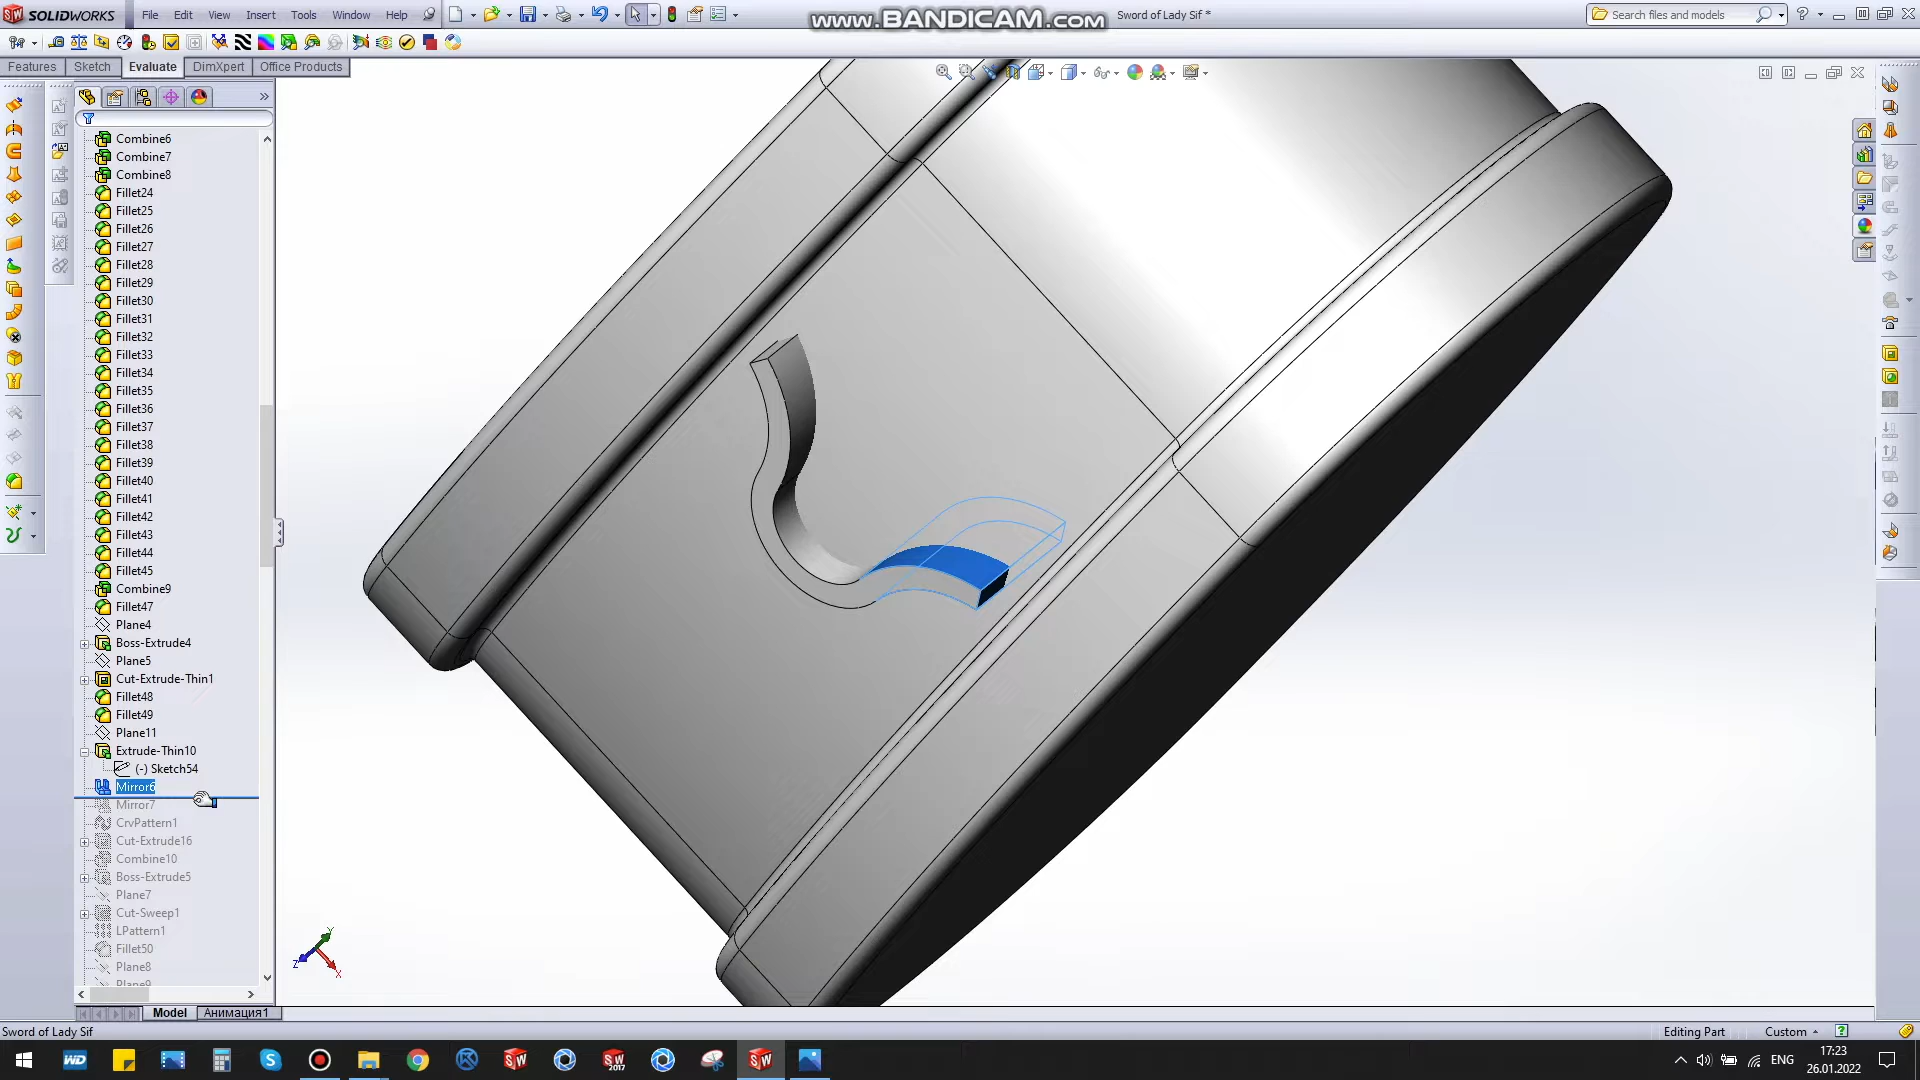 SOLIDWORKS File Edit View Insert Tools Window Help www.BANDICAM.com Sword of Lady Sif * Search files and models
Features Sketch Evaluate DimXpert Office Products
Combine6
Combine7
Combine8
Fillet24
Fillet25
Fillet26
Fillet27
Fillet28
Fillet29
Fillet30
Fillet31
Fillet32
Fillet33
Fillet34
Fillet35
Fillet36
Fillet37
Fillet38
Fillet39
Fillet40
Fillet41
Fillet42
Fillet43
Fillet44
Fillet45
Combine9
Fillet47
Plane4
Boss-Extrude4
Plane5
Cut-Extrude-Thin1
Fillet48
Fillet49
Plane11
Extrude-Thin10
(-) Sketch54
Mirror6
Mirror7
CrvPattern1
Cut-Extrude16
Combine10
Boss-Extrude5
Plane7
Cut-Sweep1
LPattern1
Fillet50
Plane8
Plane9
Y
Z
X
Model Анимация1
Sword of Lady Sif Editing Part Custom
ENG 17:23
26.01.2022